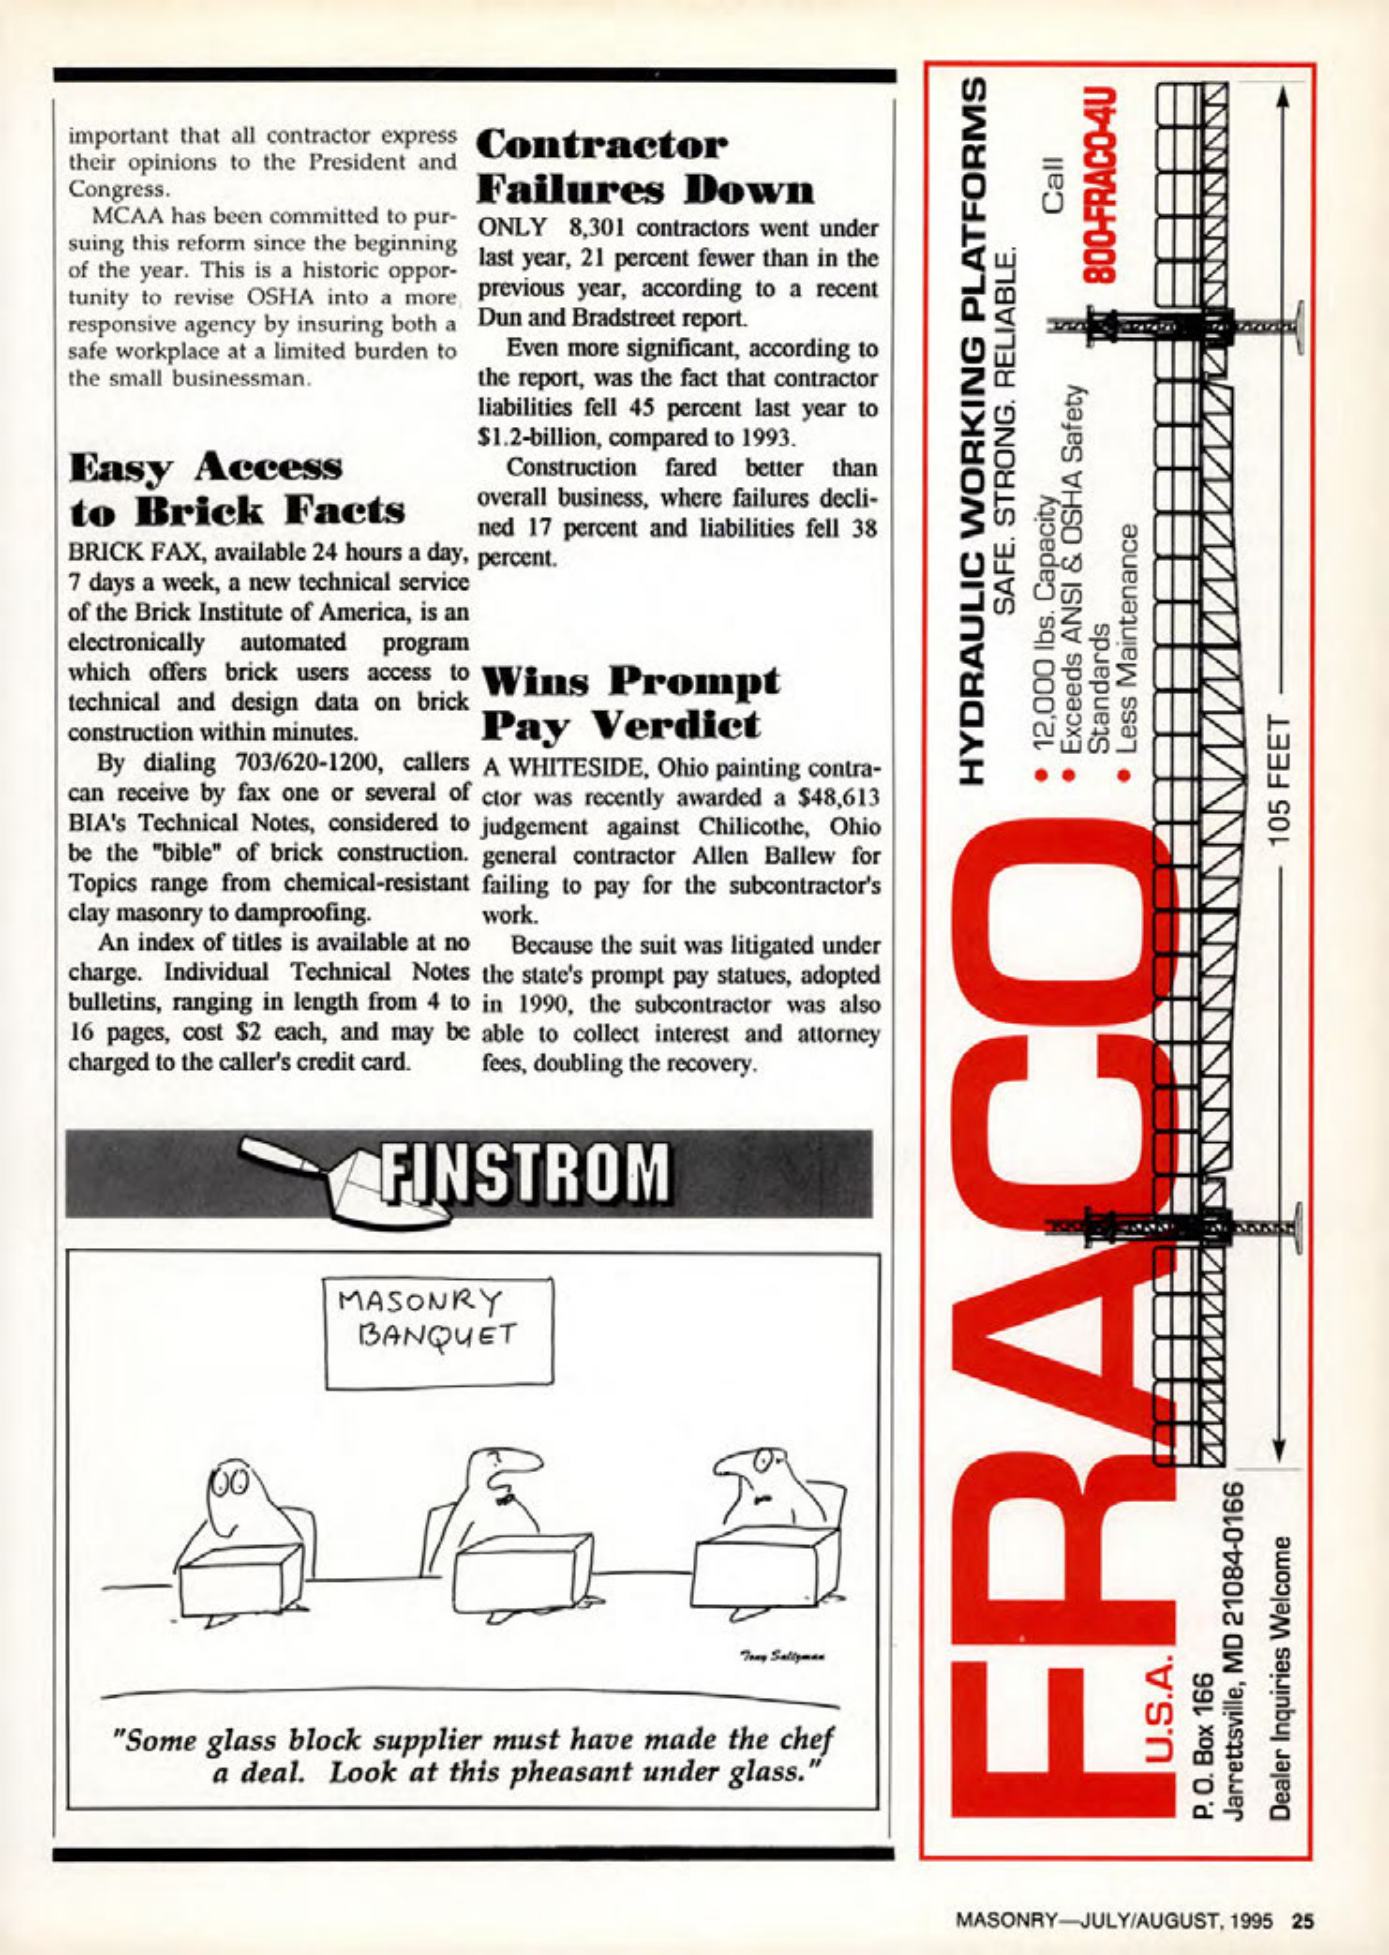 important that all contractor express
their opinions to the President and
Congress.
MCAA has been committed to pur-
suing this reform since the beginning
of the year. This is a historic oppor-
tunity to revise OSHA into a more
responsive agency by insuring both a
safe workplace at a limited burden to
the small businessman.
Easy Access
to Brick Facts
BRICK FAX, available 24 hours a day,
7 days a week, a new technical service
of the Brick Institute of America, is an
electronically automated program
which offers brick users access to
technical and design data on brick
construction within minutes.
By dialing 703/620-1200, callers
can receive by fax one or several of
BIA's Technical Notes, considered to
be the "bible" of brick construction.
Topics range from chemical-resistant
clay masonry to damproofing.
An index of titles is available at no
charge. Individual Technical Notes
bulletins, ranging in length from 4 to
16 pages, cost $2 each, and may be
charged to the caller's credit card.
Contractor
Failures Down
ONLY 8,301 contractors went under
last year, 21 percent fewer than in the
previous year, according to a recent
Dun and Bradstreet report.
Even more significant, according to
the report, was the fact that contractor
liabilities fell 45 percent last year to
$1.2-billion, compared to 1993.
Construction fared better than
overall business, where failures decli-
ned 17 percent and liabilities fell 38
percent.
Wins Prompt
Pay Verdict
A WHITESIDE, Ohio painting contra-
ctor was recently awarded a $48,613
judgement against Chilicothe, Ohio
general contractor Allen Ballew for
failing to pay for the subcontractor's
work.
Because the suit was litigated under
the state's prompt pay statues, adopted
in 1990, the subcontractor was also
able to collect interest and attorney
fees, doubling the recovery.
FINSTROM
MASONRY
BANQUET
Tony Saltzman
"Some glass block supplier must have made the chef
a deal. Look at this pheasant under glass."
FRACO
U.S.A.
HYDRAULIC WORKING PLATFORMS
SAFE. STRONG. RELIABLE.
• 12,000 lbs. Capacity
• Exceeds ANSI & OSHA Safety
Standards
• Less Maintenance
Call
800-FRACO-4U
105 FEET
P.O. Box 166
Jarrettsville, MD 21084-0166
Dealer Inquiries Welcome
MASONRY—JULY/AUGUST, 1995 25